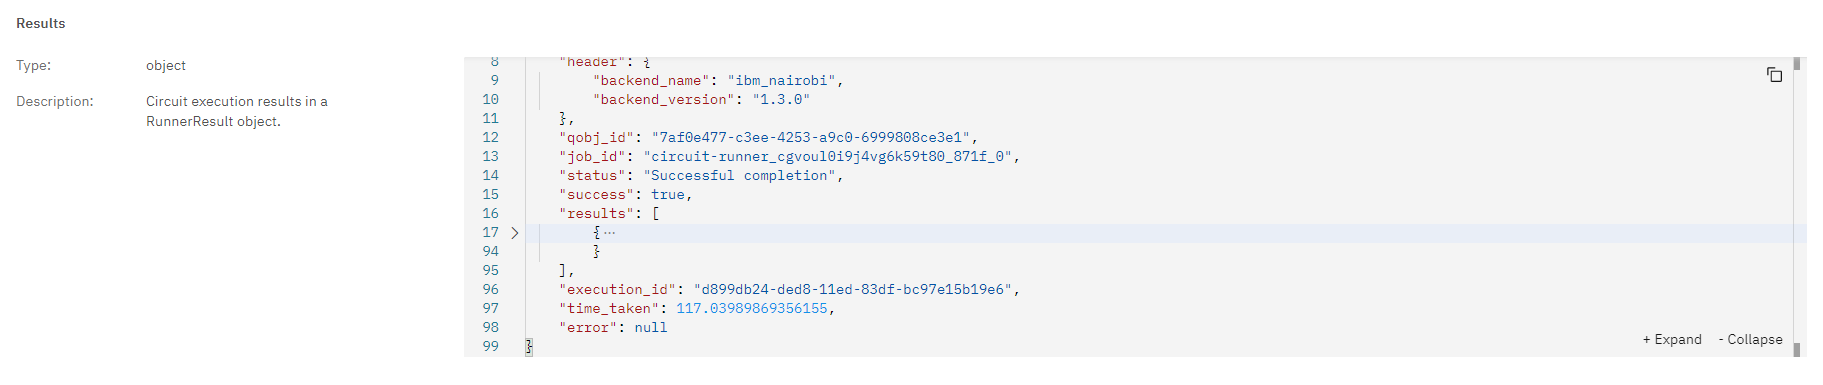 Results
Type: object
Description: Circuit execution results in a
RunnerResult object.
8 "header": {
9 "backend_name": "ibm_nairobi",
10 "backend_version": "1.3.0"
11 },
12 "qobj_id": "7af0e477-c3ee-4253-a9c0-6999808ce3e1",
13 "job_id": "circuit-runner_cgvoul0i9j4vg6k59t80_871f_0",
14 "status": "Successful completion",
15 "success": true,
16 "results": [
17 {···
94 }
95 ],
96 "execution_id": "d899db24-ded8-11ed-83df-bc97e15b19e6",
97 "time_taken": 117.03989869356155,
98 "error": null
99 }
+ Expand - Collapse